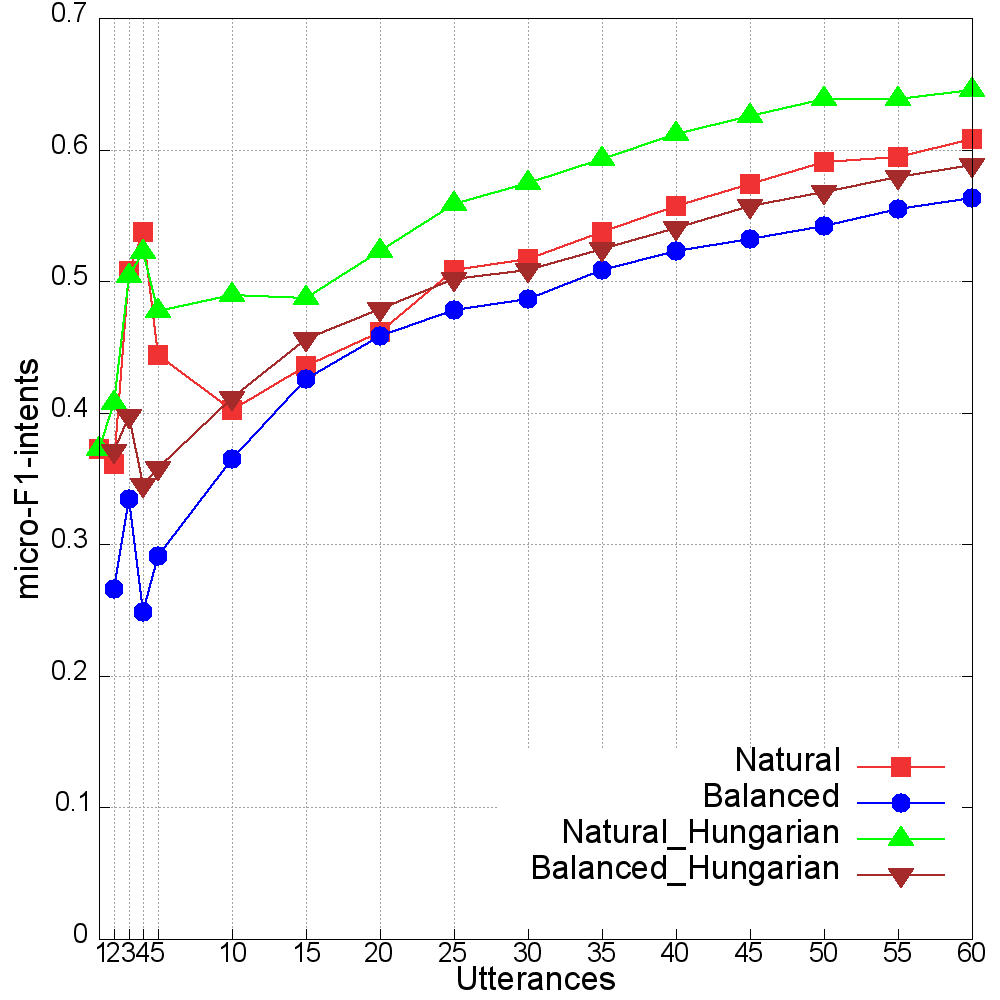 0.7
0.6
0.5
0.4
0.3
0.2
0.1
0
micro-F1-intents
Natural
Balanced
Natural_Hungarian
Balanced_Hungarian
1 2 3 4 5 10 15 20 25 30 35 40 45 50 55 60
Utterances